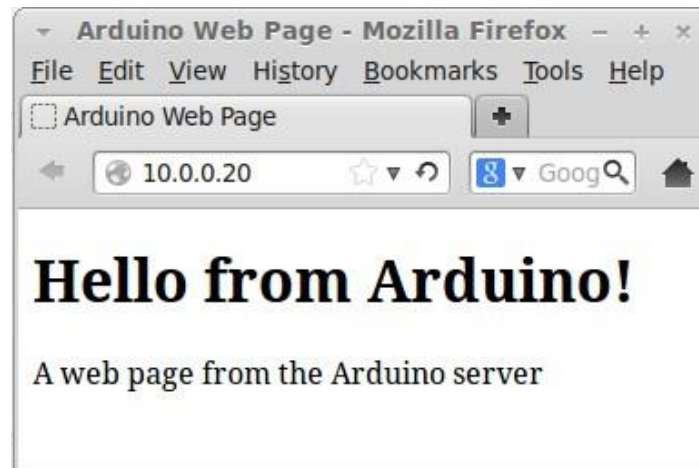 Arduino Web Page - Mozilla Firefox
File Edit View History Bookmarks Tools Help
Arduino Web Page
10.0.0.20 8 Goog
Hello from Arduino!
A web page from the Arduino server